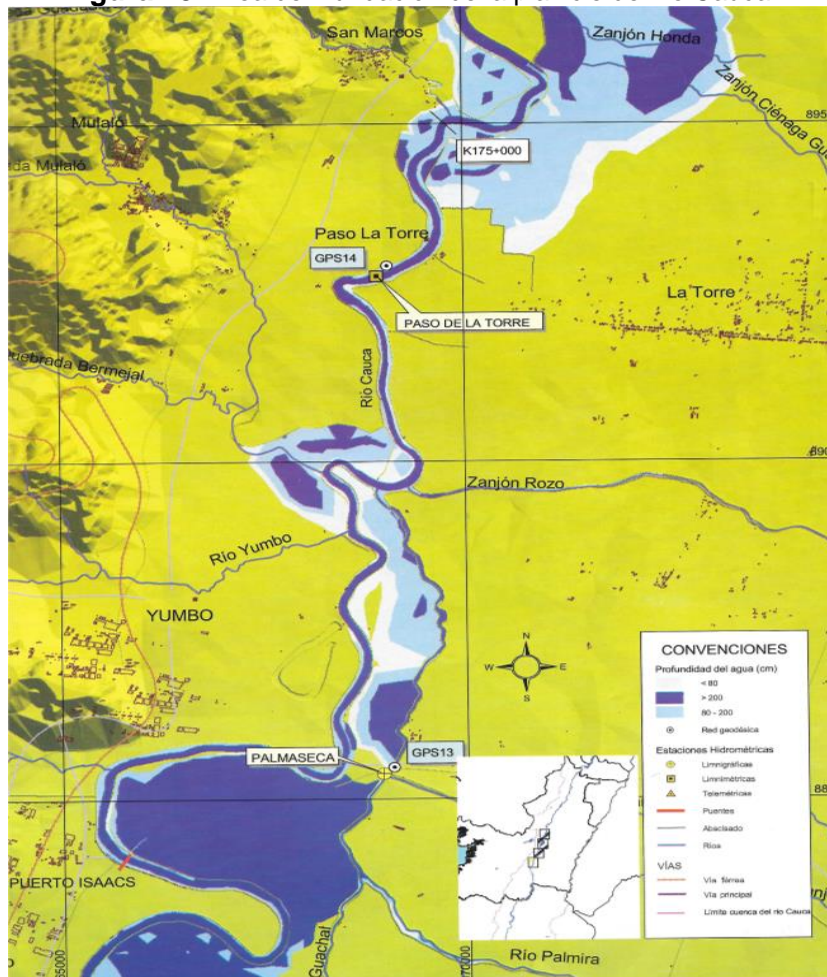 San Marcos
Zanjón Honda
Mulaló
Mulaló
Zanjón Ciénaga
895
K175+000
Paso La Torre
GPS14
La Torre
PASO DE LA TORRE
Quebrada Bermejal
Río Cauca
890
Zanjón Rozo
Río Yumbo
YUMBO
N
W
E
S
PALMASECA
GPS13
88
PUERTO ISAACS
Guachal
Río Palmira
CONVENCIONES
Profundidad del agua (cm)
< 80
> 200
80 - 200
Red geodésica
Estaciones Hidrométricas
Limnigráficas
Limnimétricas
Telemétricas
Puentes
Abscisado
Ríos
VÍAS
Vía férrea
Vía principal
Límite cuenca del río Cauca